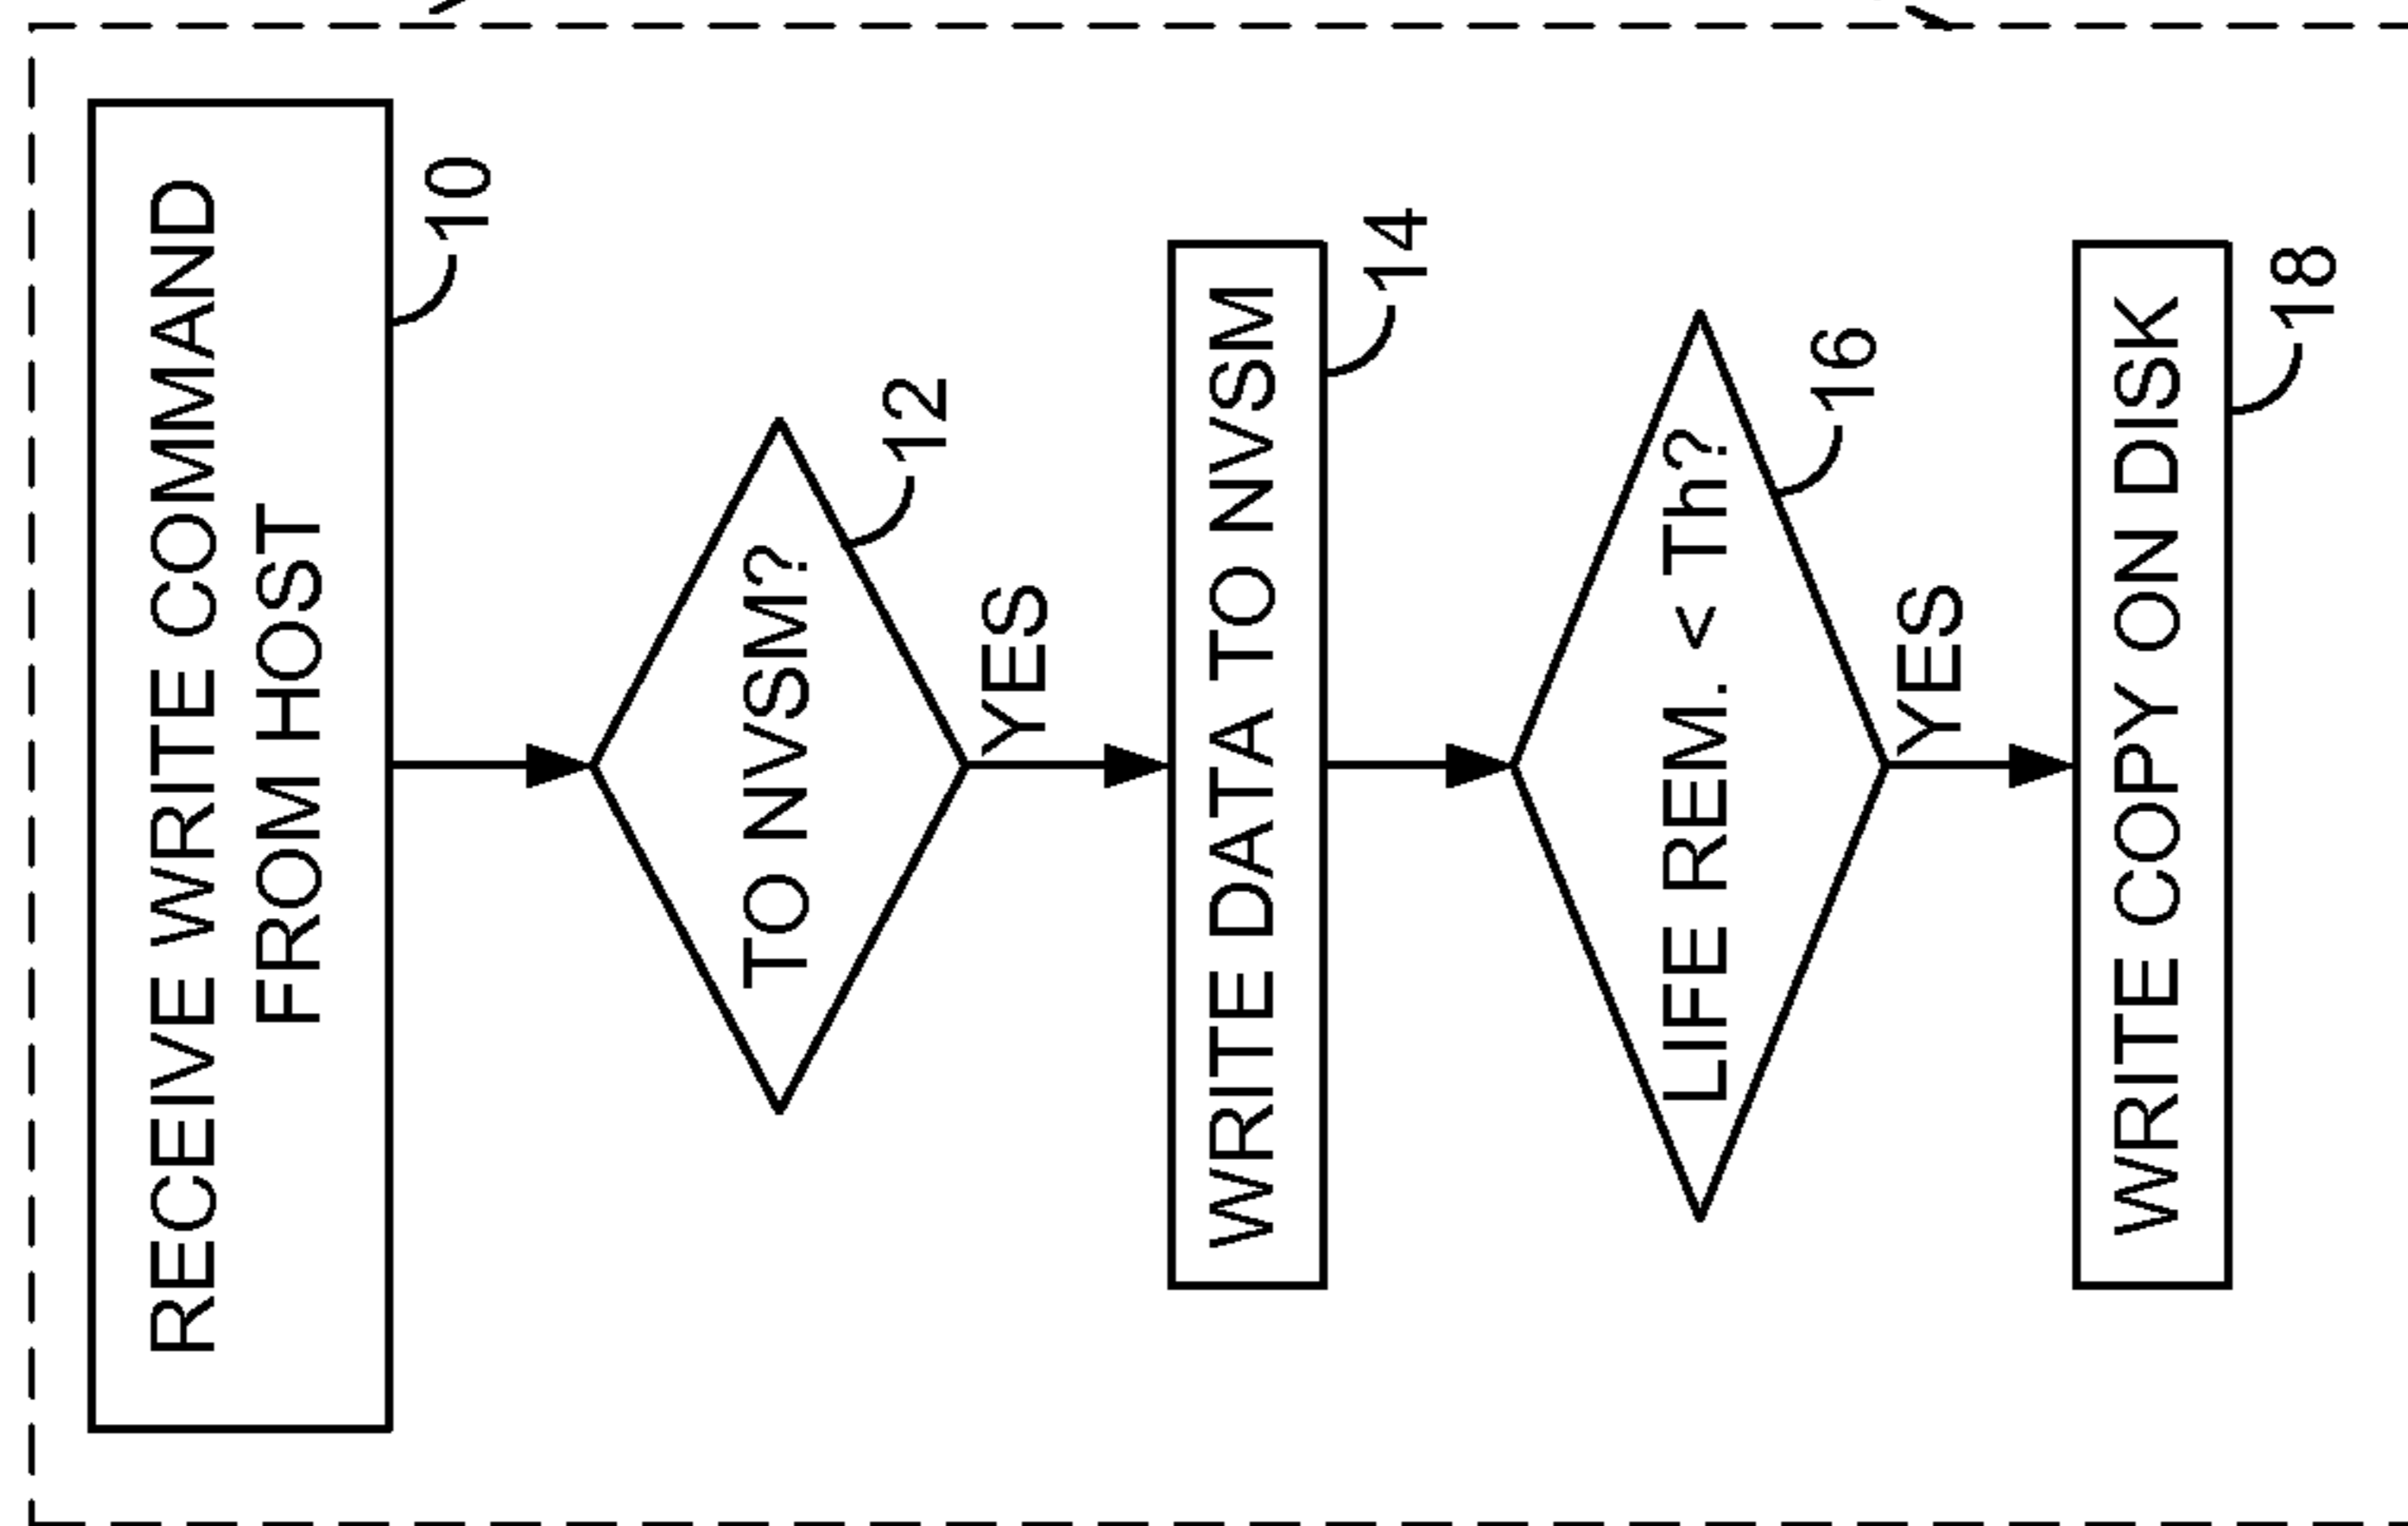 RECEIVE WRITE COMMAND
FROM HOST
10
TO NVSM?
12
YES
WRITE DATA TO NVSM
14
LIFE REM. < Th?
16
YES
WRITE COPY ON DISK
18